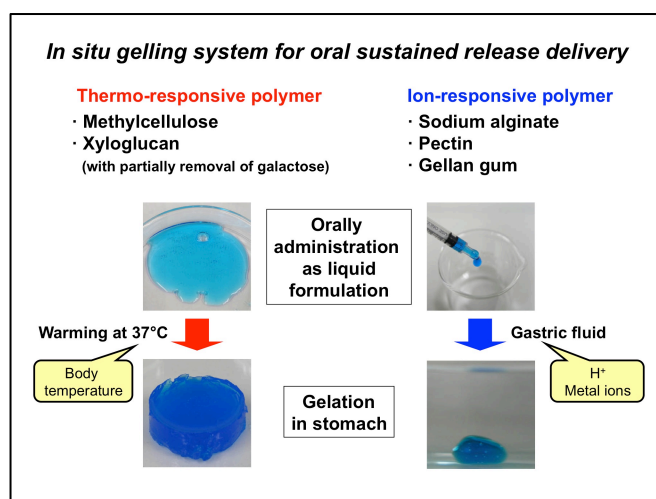 In situ gelling system for oral sustained release delivery
Thermo-responsive polymer
· Methylcellulose
· Xyloglucan
(with partially removal of galactose)
Ion-responsive polymer
· Sodium alginate
· Pectin
· Gellan gum
Orally
administration
as liquid
formulation
Warming at 37°C
Body
temperature
Gastric fluid
H⁺
Metal ions
Gelation
in stomach